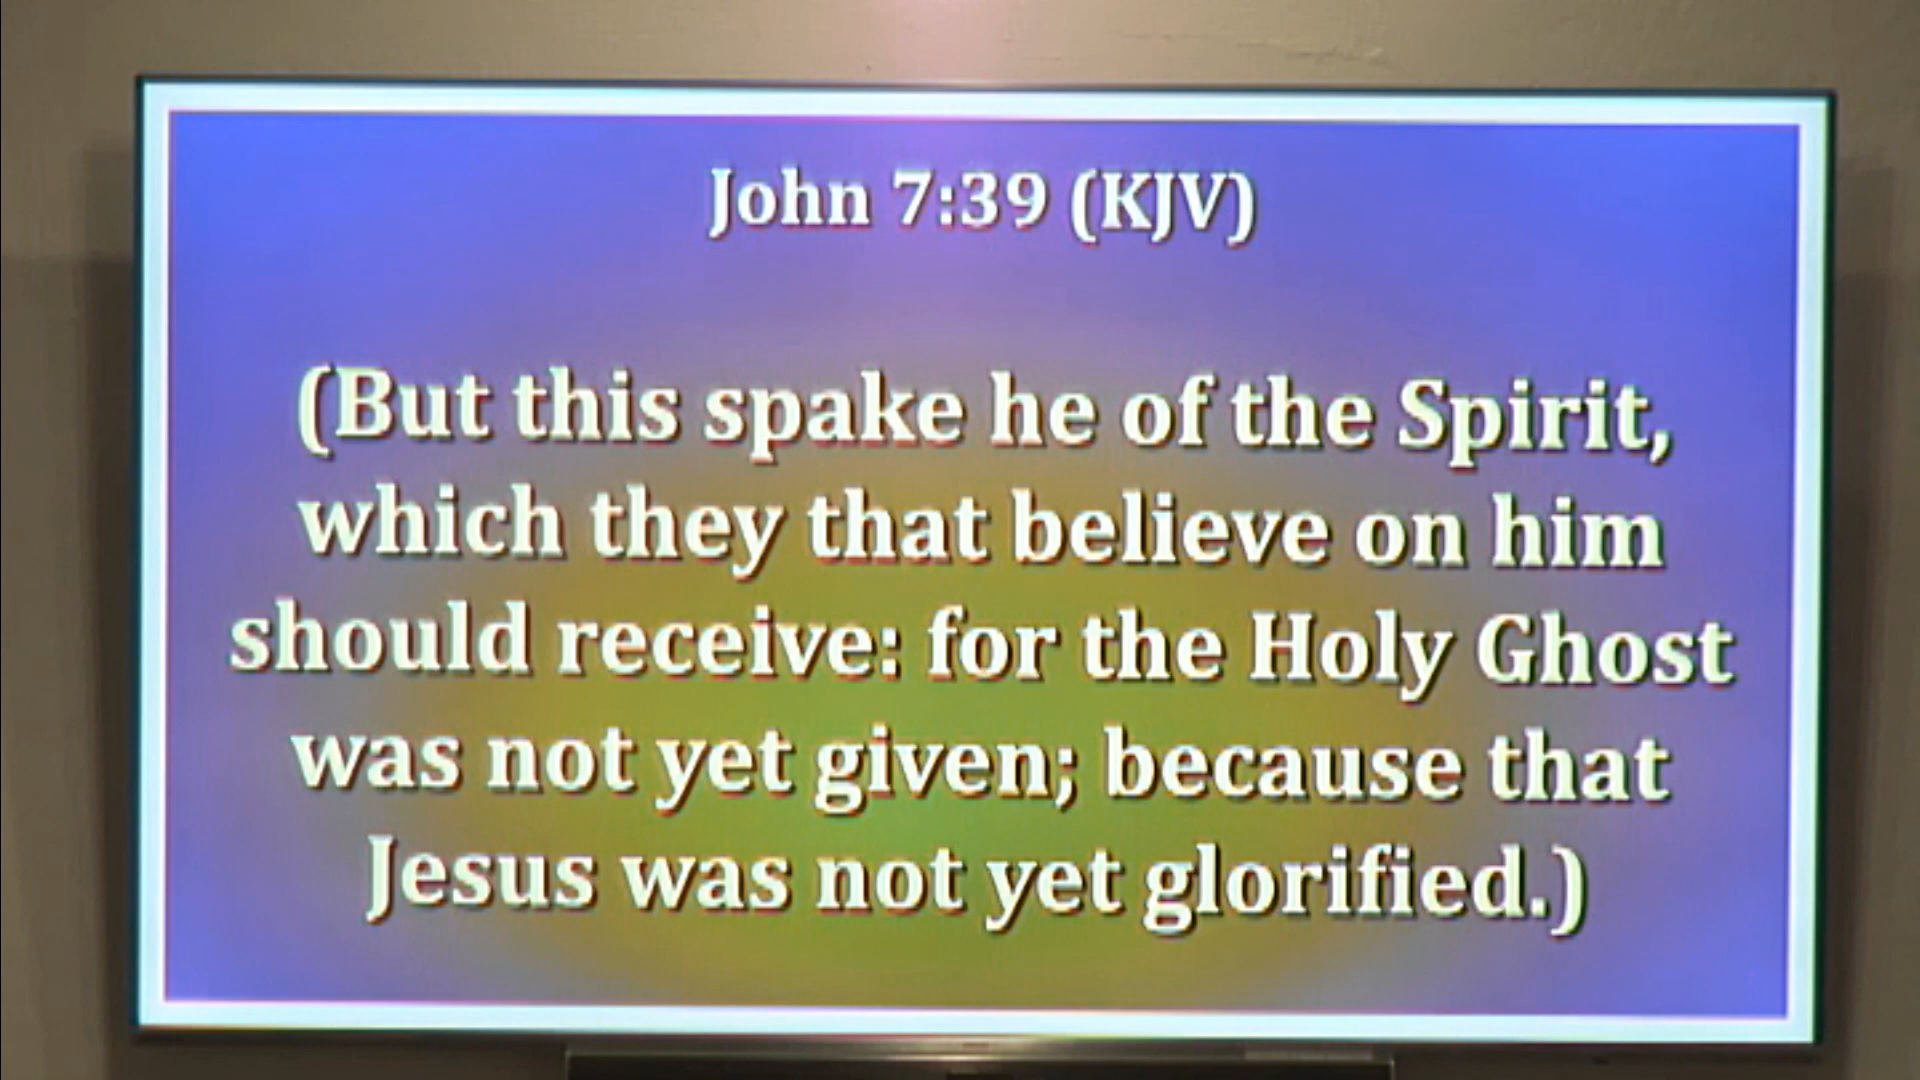 John 7:39 (KJV)
(But this spake he of the Spirit,
which they that believe on him
should receive: for the Holy Ghost
was not yet given; because that
Jesus was not yet glorified.)